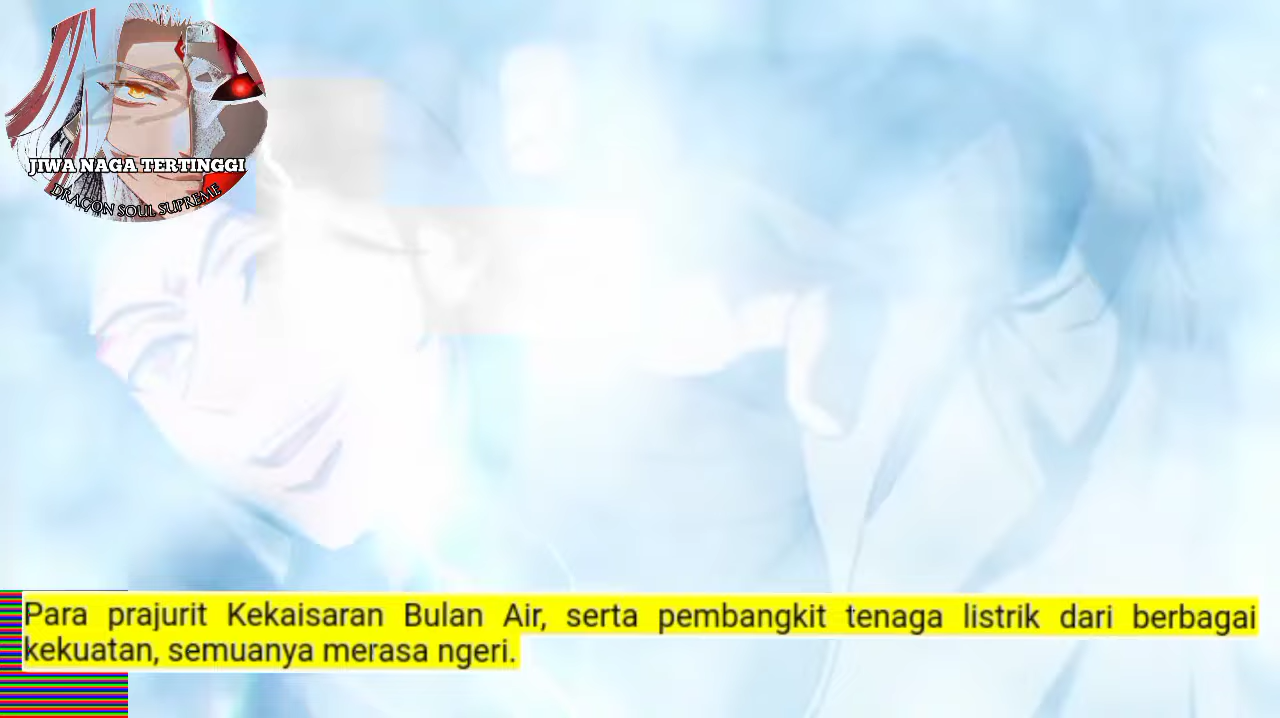 JIWA NAGA TERTINGGI
DRAGON SOUL SUPREME
Para prajurit Kekaisaran Bulan Air, serta pembangkit tenaga listrik dari berbagai
kekuatan, semuanya merasa ngeri.